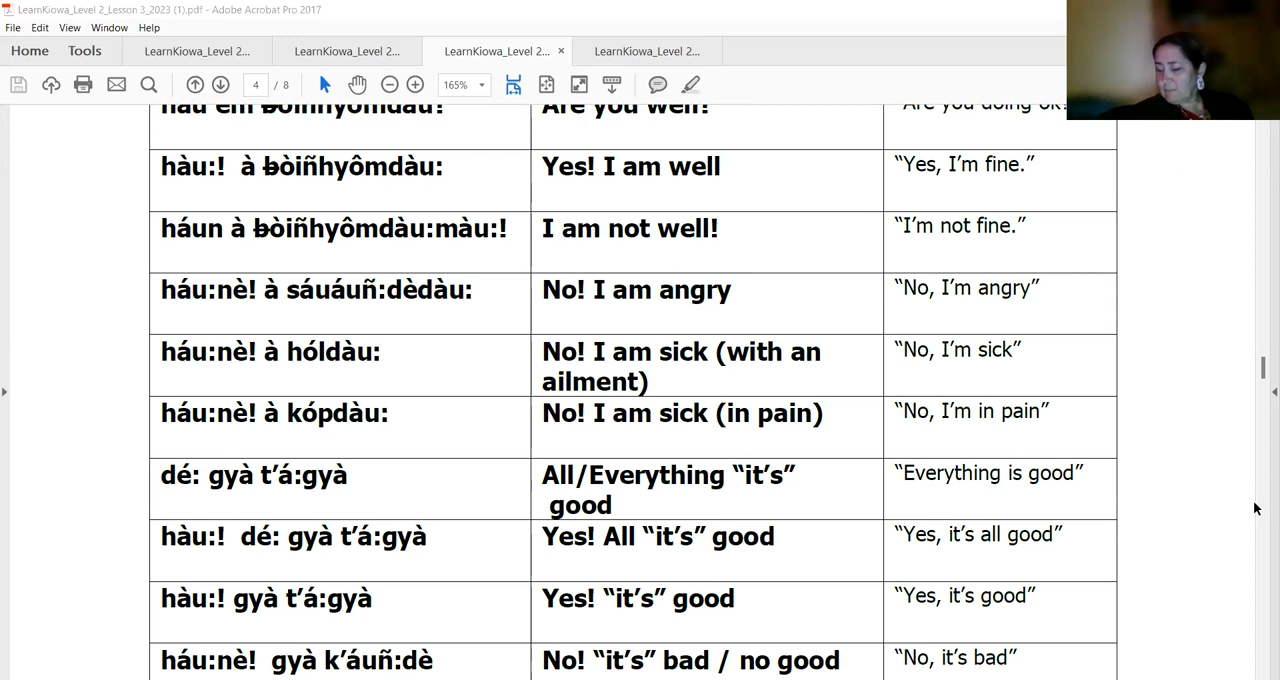 LearnKiowa_Level 2_Lesson 3_2023 (1).pdf - Adobe Acrobat Pro 2017
File Edit View Window Help
Home Tools LearnKiowa_Level 2... LearnKiowa_Level 2... LearnKiowa_Level 2... × LearnKiowa_Level 2...
4 / 8 165%
Are you well? "Are you doing ok?
hàu:! à ƀòiñhyômdàu: Yes! I am well “Yes, I’m fine.”
háun à ƀòiñhyômdàu:màu:! I am not well! “I’m not fine.”
háu:nè! à sáuáuñ:dèdàu: No! I am angry “No, I’m angry”
háu:nè! à hóldàu: No! I am sick (with an “No, I’m sick”
ailment)
háu:nè! à kópdàu: No! I am sick (in pain) “No, I’m in pain”
dé: gyà t’á:gyà All/Everything “it’s” “Everything is good”
good
hàu:! dé: gyà t’á:gyà Yes! All “it’s” good “Yes, it’s all good”
hàu:! gyà t’á:gyà Yes! “it’s” good “Yes, it’s good”
háu:nè! gyà k’áuñ:dè No! “it’s” bad / no good “No, it’s bad”